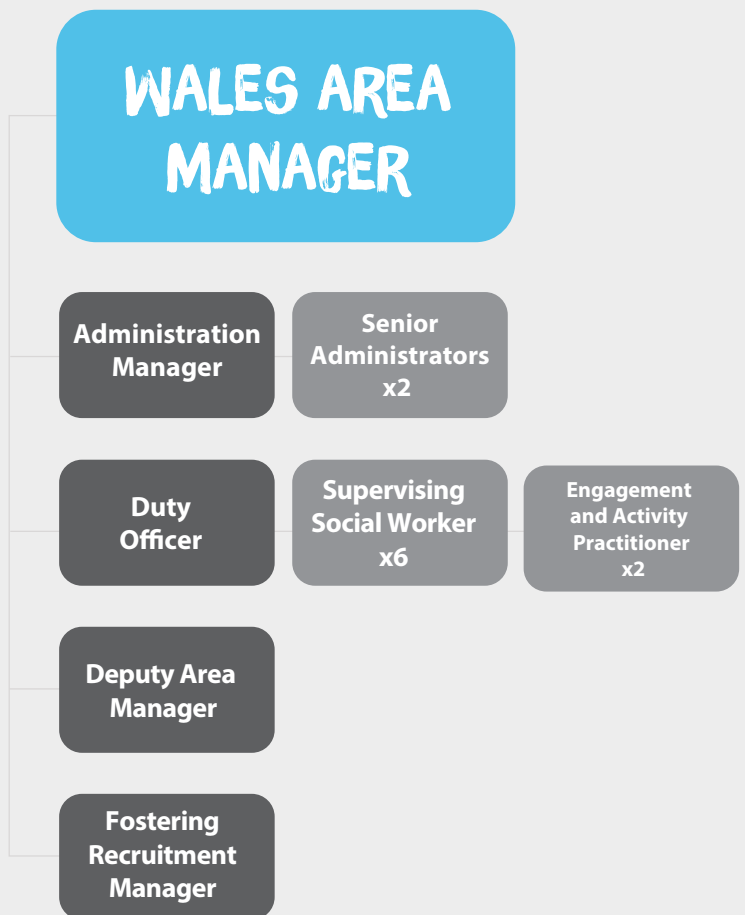 WALES AREA
MANAGER
Administration
Manager
Senior
Administrators
x2
Duty
Officer
Supervising
Social Worker
x6
Engagement
and Activity
Practitioner
x2
Deputy Area
Manager
Fostering
Recruitment
Manager